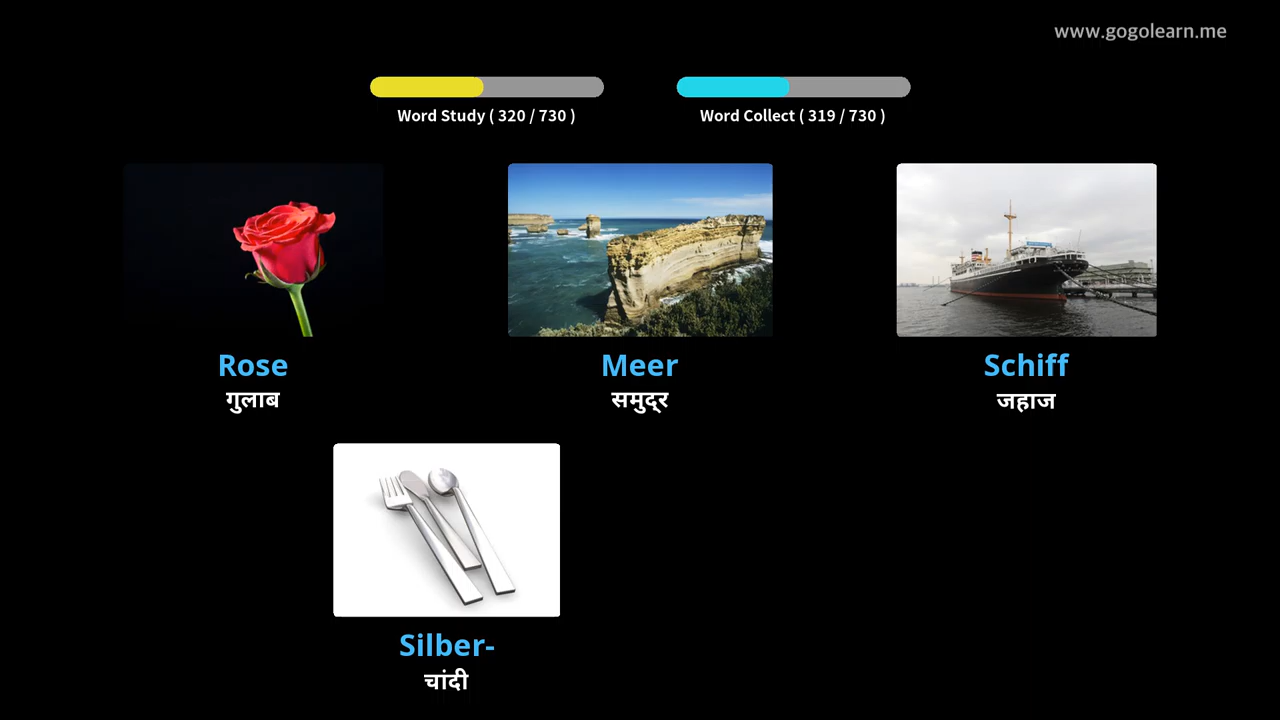 www.gogolearn.me
Word Study ( 320 / 730 )
Word Collect ( 319 / 730 )
Rose
गुलाब
Meer
समुद्र
Schiff
जहाज
Silber-
चांदी